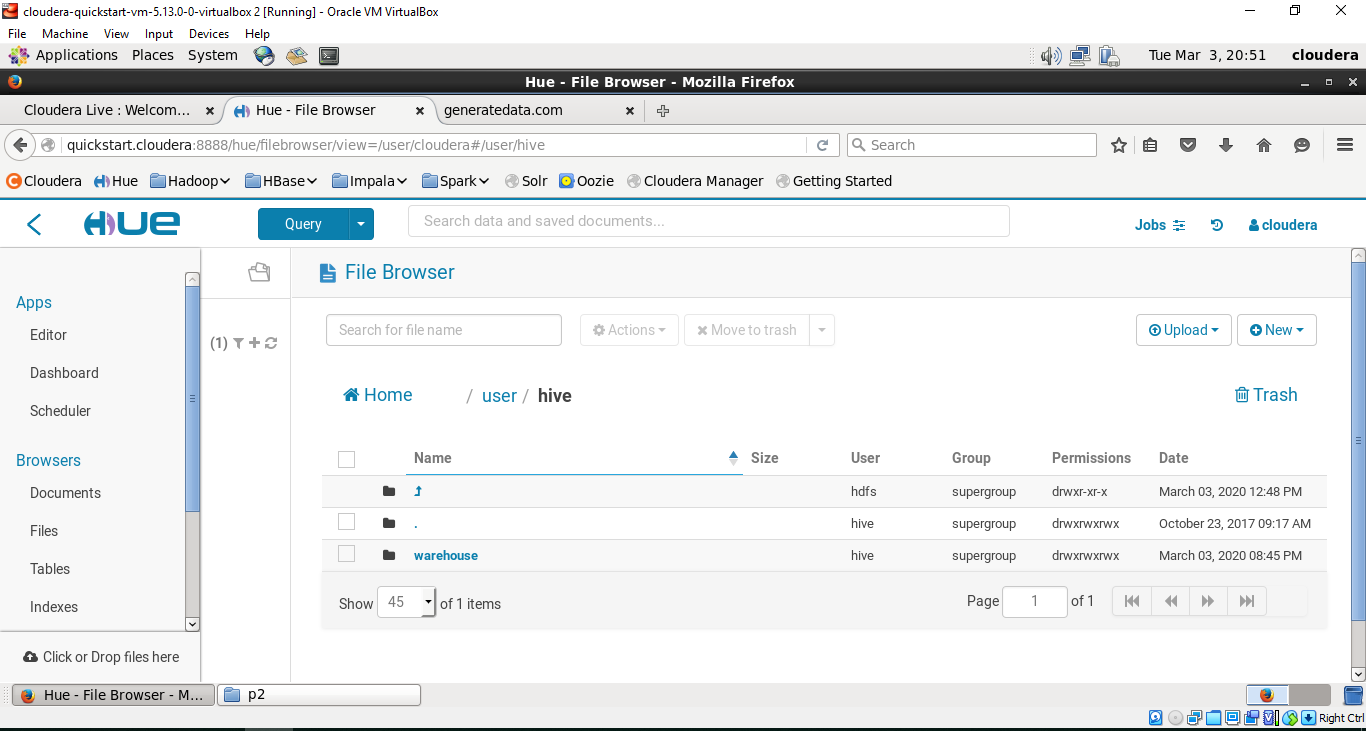 cloudera-quickstart-vm-5.13.0-0-virtualbox 2 [Running] - Oracle VM VirtualBox
File Machine View Input Devices Help
Applications Places System Tue Mar 3, 20:51 cloudera
Hue - File Browser - Mozilla Firefox
Cloudera Live : Welcom... Hue - File Browser generatedata.com
quickstart.cloudera:8888/hue/filebrowser/view=/user/cloudera#/user/hive Search
Cloudera Hue Hadoop HBase Impala Spark Solr Oozie Cloudera Manager Getting Started
HUE Query Search data and saved documents... Jobs cloudera
File Browser
Apps
Editor
Dashboard
Scheduler
Browsers
Documents
Files
Tables
Indexes
Click or Drop files here
(1)
Search for file name Actions Move to trash Upload New
Home / user / hive Trash
Name Size User Group Permissions Date
hdfs supergroup drwxr-xr-x March 03, 2020 12:48 PM
. hive supergroup drwxrwxrwx October 23, 2017 09:17 AM
warehouse hive supergroup drwxrwxrwx March 03, 2020 08:45 PM
Show 45 of 1 items Page 1 of 1
Hue - File Browser - M... p2
Right Ctrl